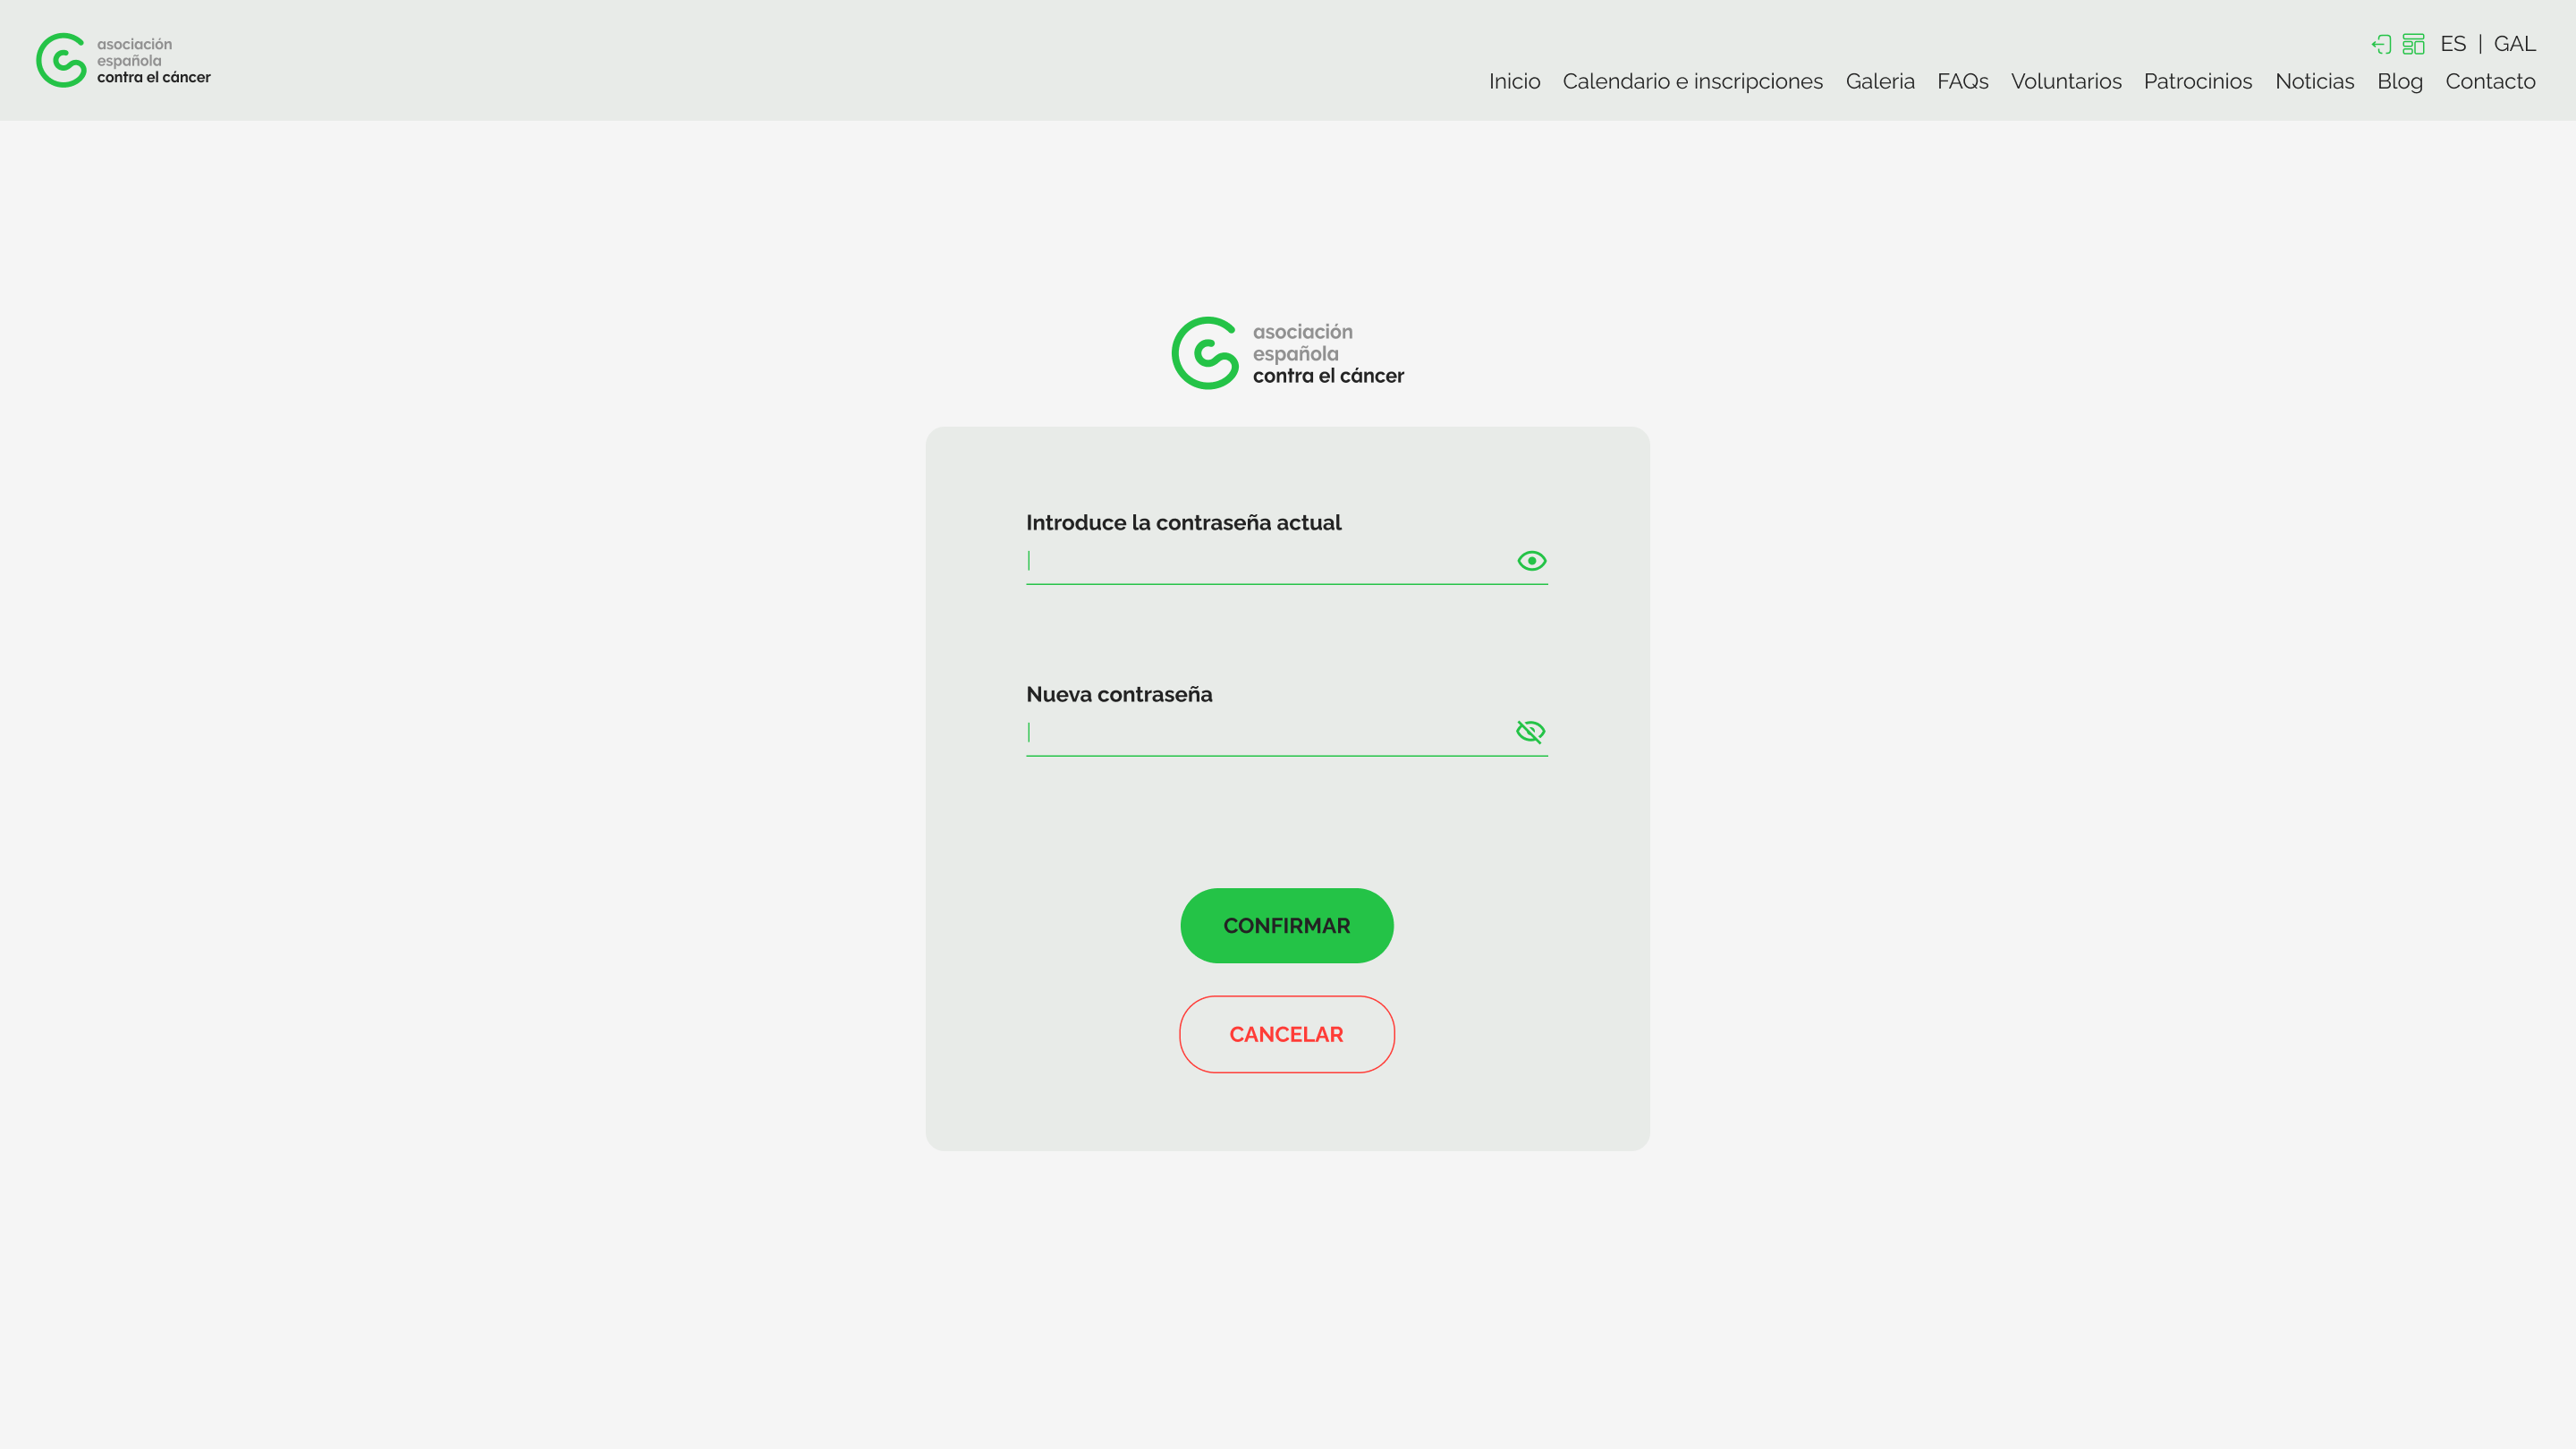 asociación
española
contra el cáncer
ES | GAL
Inicio Calendario e inscripciones Galeria FAQs Voluntarios Patrocinios Noticias Blog Contacto
asociación
española
contra el cáncer
Introduce la contraseña actual
Nueva contraseña
CONFIRMAR
CANCELAR